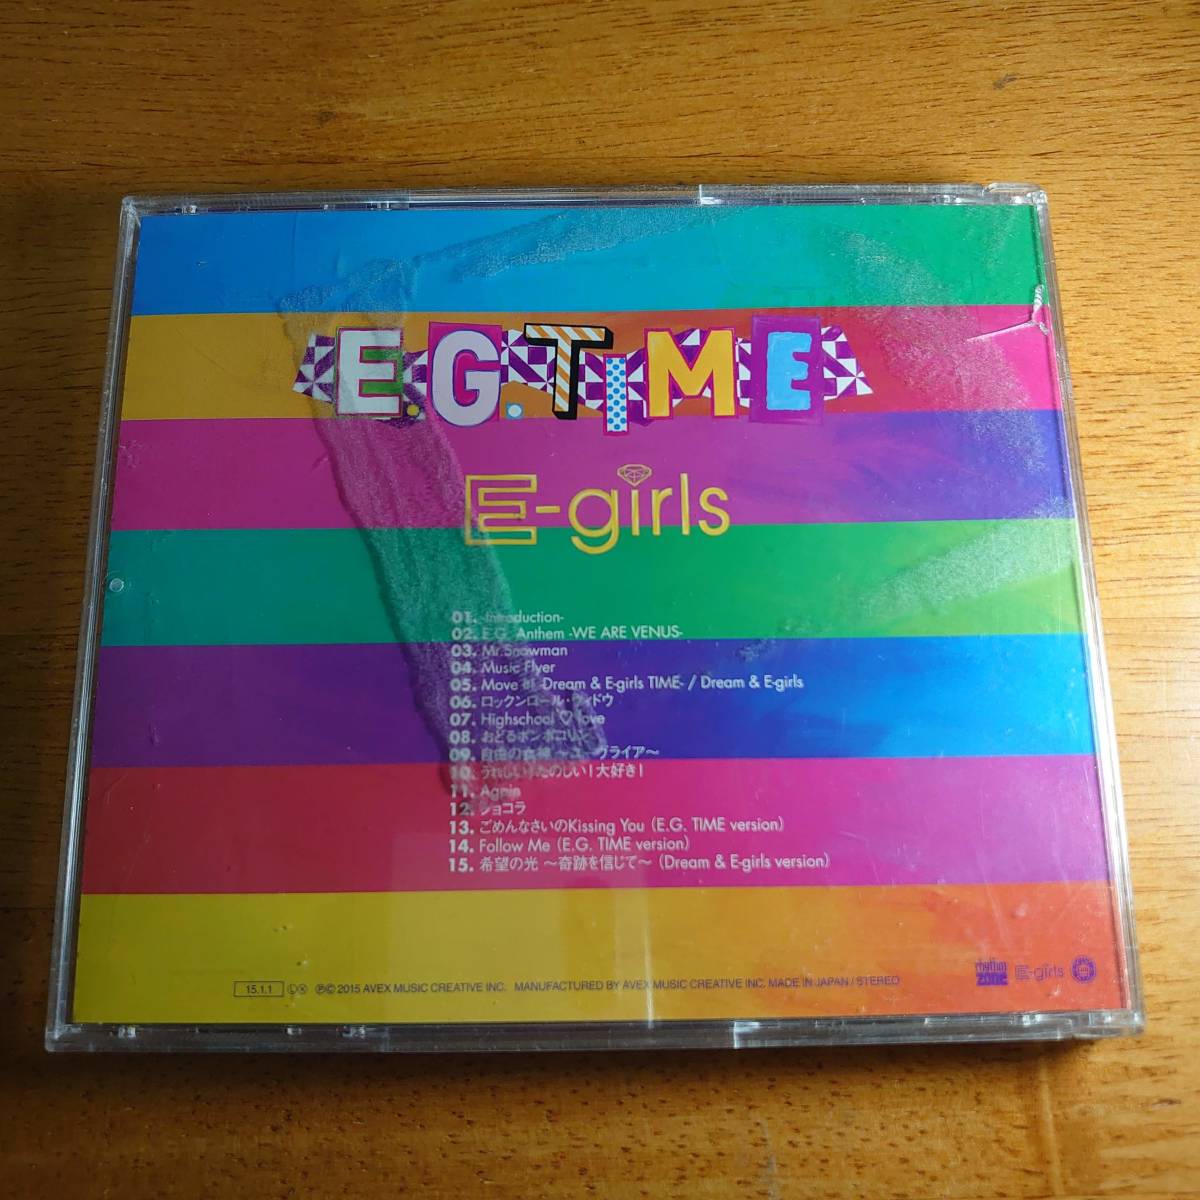 E.G. TIME
E-girls
01. -Introduction-
02. E.G. Anthem -WE ARE VENUS-
03. Mr.Snowman
04. Music Flyer
05. Move it! -Dream & E-girls TIME- / Dream & E-girls
06. ロックンロール・ウィドウ
07. Highschool ♡ love
08. おどるポンポコリン
09. 自由の女神 ～ユーヴライア～
10. うれしい！たのしい！大好き！
11. Again
12. ショコラ
13. ごめんなさいのKissing You (E.G. TIME version)
14. Follow Me (E.G. TIME version)
15. 希望の光 ～奇跡を信じて～ (Dream & E-girls version)
rhythm zone E-girls
15.1.1 Ⓛ Ⓧ ℗© 2015 AVEX MUSIC CREATIVE INC. MANUFACTURED BY AVEX MUSIC CREATIVE INC. MADE IN JAPAN / STEREO